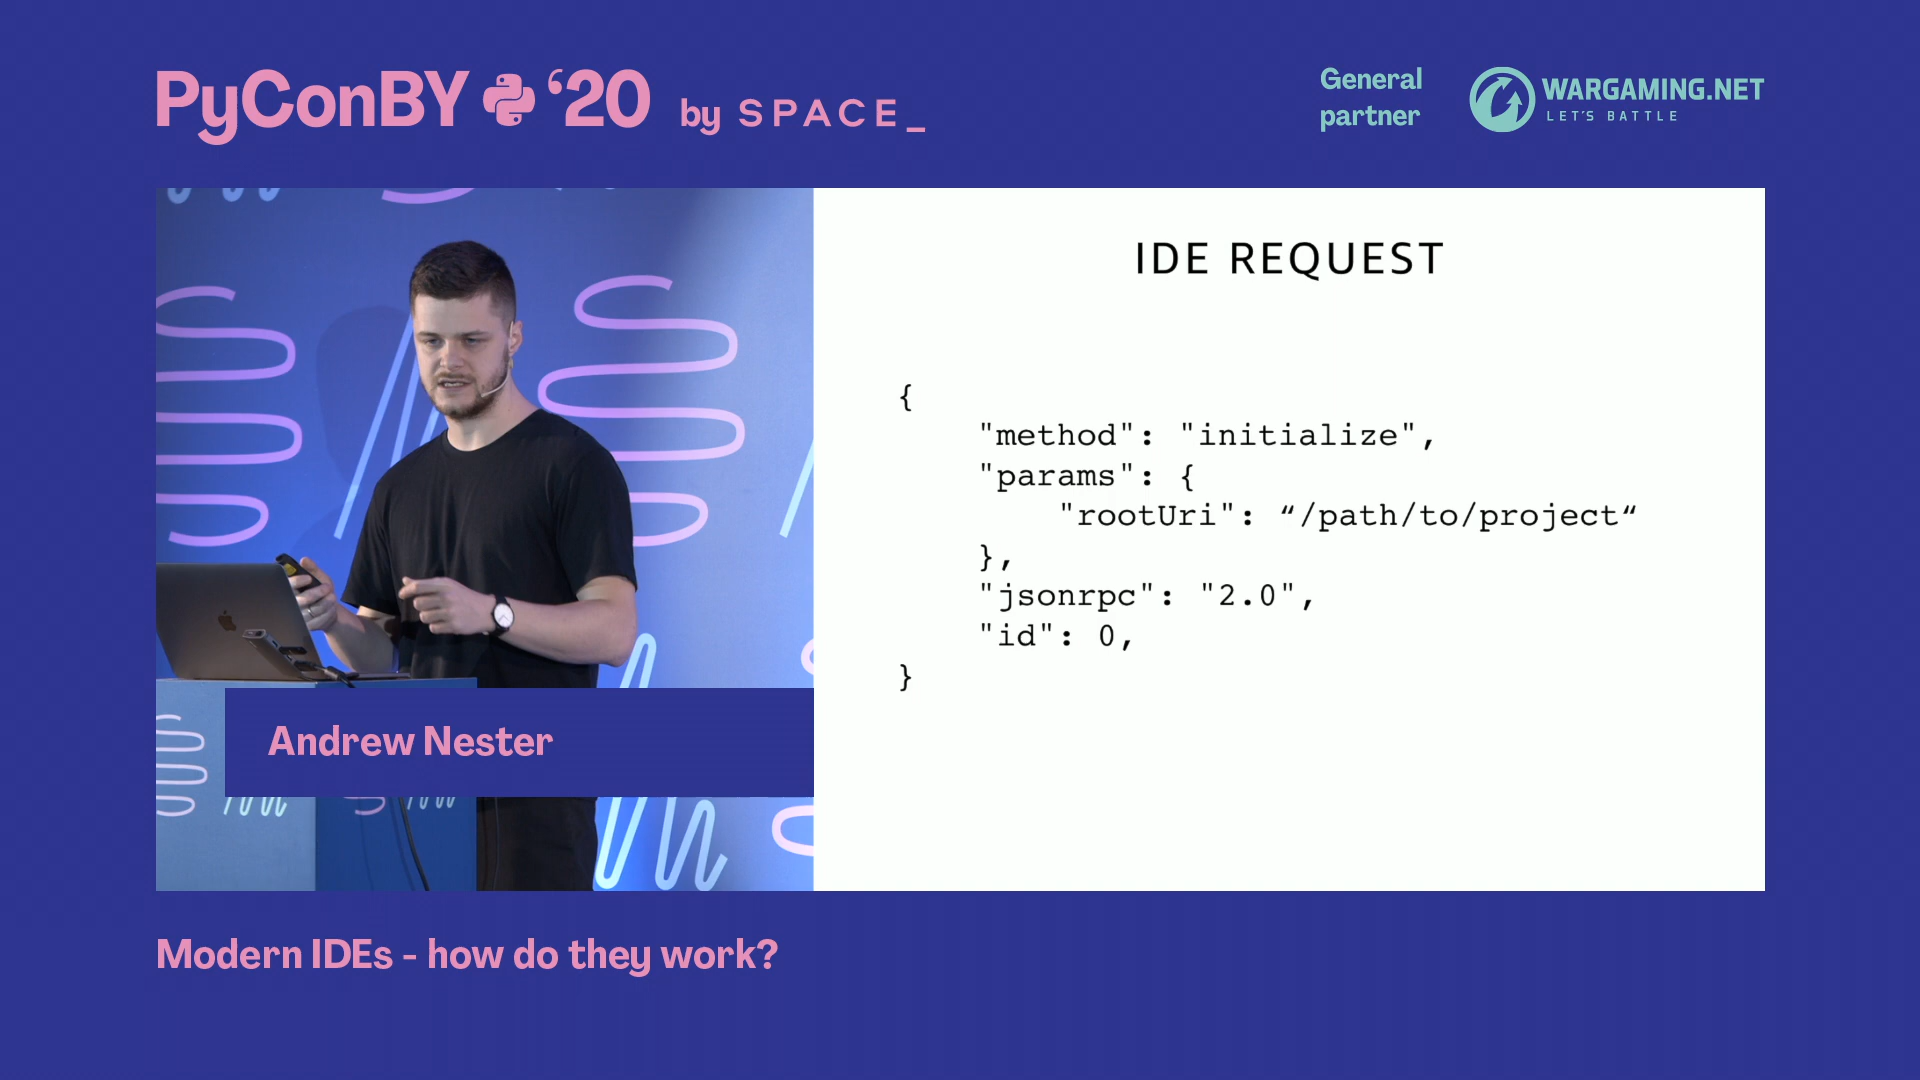 PyConBY '20 by SPACE_
General
partner
WARGAMING.NET
LET'S BATTLE
IDE REQUEST
{
"method": "initialize",
"params": {
"rootUri": “/path/to/project“
},
"jsonrpc": "2.0",
"id": 0,
}
Andrew Nester
Modern IDEs - how do they work?